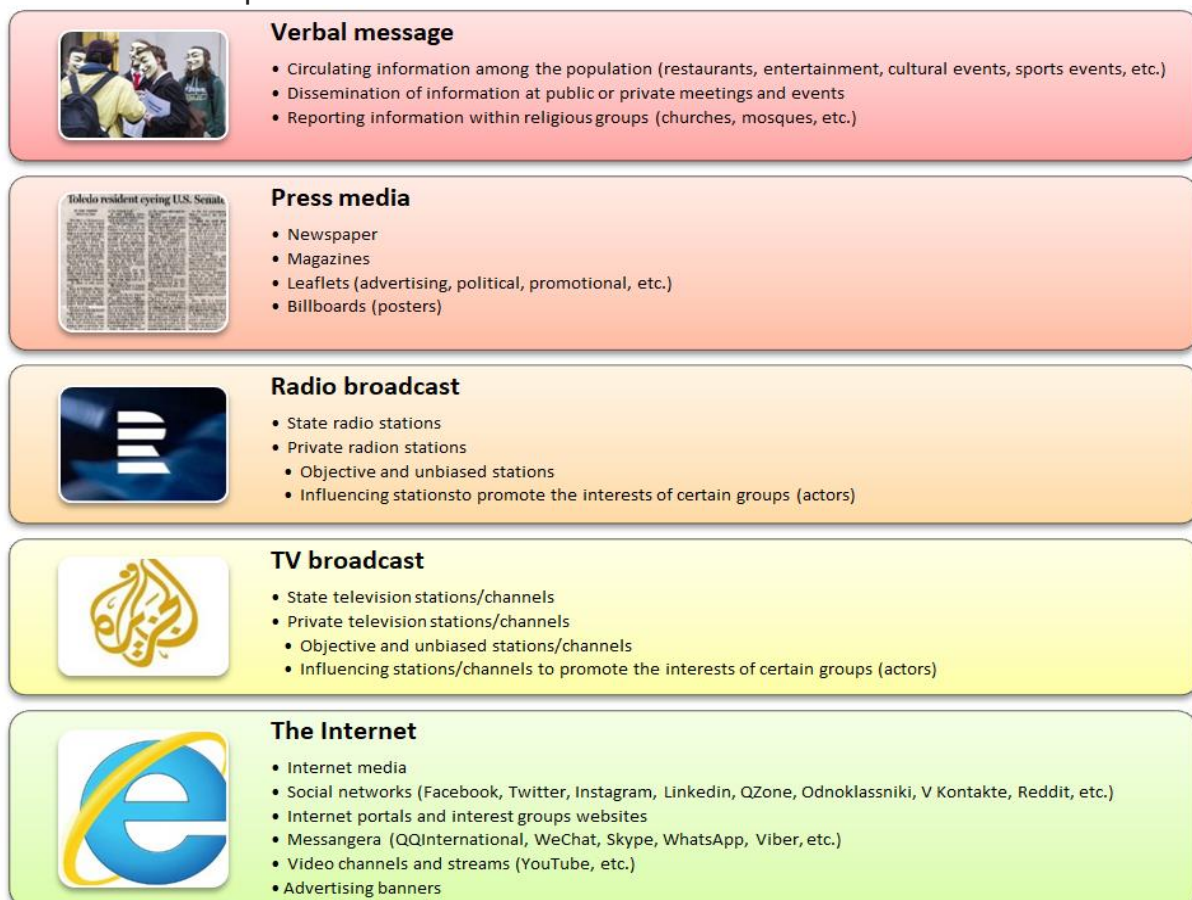 Verbal message
• Circulating information among the population (restaurants, entertainment, cultural events, sports events, etc.)
• Dissemination of information at public or private meetings and events
• Reporting information within religious groups (churches, mosques, etc.)
Toledo resident eyeing U.S. Senate
Press media
• Newspaper
• Magazines
• Leaflets (advertising, political, promotional, etc.)
• Billboards (posters)
Radio broadcast
• State radio stations
• Private radion stations
• Objective and unbiased stations
• Influencing stationsto promote the interests of certain groups (actors)
TV broadcast
• State television stations/channels
• Private television stations/channels
• Objective and unbiased stations/channels
• Influencing stations/channels to promote the interests of certain groups (actors)
The Internet
• Internet media
• Social networks (Facebook, Twitter, Instagram, Linkedin, QZone, Odnoklassniki, V Kontakte, Reddit, etc.)
• Internet portals and interest groups websites
• Messangera (QQInternational, WeChat, Skype, WhatsApp, Viber, etc.)
• Video channels and streams (YouTube, etc.)
• Advertising banners